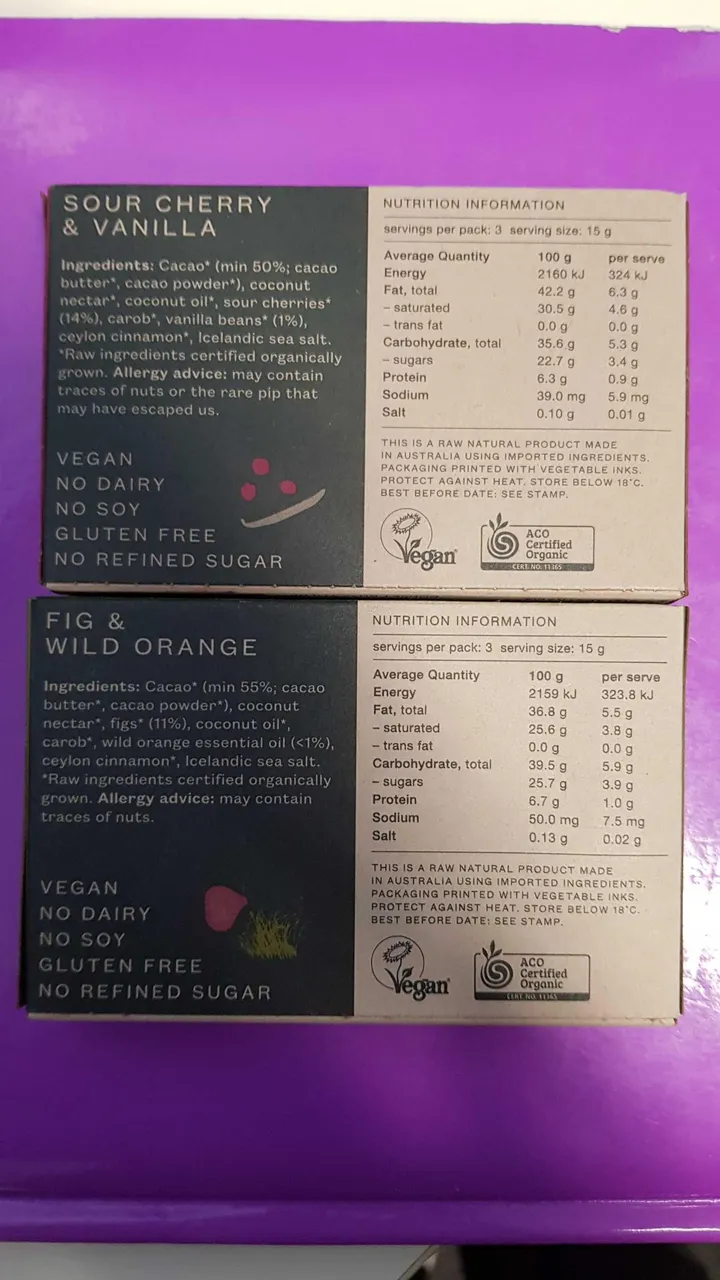 SOUR CHERRY
& VANILLA
Ingredients: Cacao* (min 50%; cacao
butter*, cacao powder*), coconut
nectar*, coconut oil*, sour cherries*
(14%), carob*, vanilla beans* (1%),
ceylon cinnamon*, Icelandic sea salt.
*Raw ingredients certified organically
grown. Allergy advice: may contain
traces of nuts or the rare pip that
may have escaped us.
VEGAN
NO DAIRY
NO SOY
GLUTEN FREE
NO REFINED SUGAR
NUTRITION INFORMATION
servings per pack: 3 serving size: 15 g
Average Quantity 100 g per serve
Energy 2160 kJ 324 kJ
Fat, total 42.2 g 6.3 g
– saturated 30.5 g 4.6 g
– trans fat 0.0 g 0.0 g
Carbohydrate, total 35.6 g 5.3 g
– sugars 22.7 g 3.4 g
Protein 6.3 g 0.9 g
Sodium 39.0 mg 5.9 mg
Salt 0.10 g 0.01 g
THIS IS A RAW NATURAL PRODUCT MADE
IN AUSTRALIA USING IMPORTED INGREDIENTS.
PACKAGING PRINTED WITH VEGETABLE INKS.
PROTECT AGAINST HEAT. STORE BELOW 18°C.
BEST BEFORE DATE: SEE STAMP.
Vegan
ACO
Certified
Organic
CERT. NO. 11365
FIG &
WILD ORANGE
Ingredients: Cacao* (min 55%; cacao
butter*, cacao powder*), coconut
nectar*, figs* (11%), coconut oil*,
carob*, wild orange essential oil (<1%),
ceylon cinnamon*, Icelandic sea salt.
*Raw ingredients certified organically
grown. Allergy advice: may contain
traces of nuts.
VEGAN
NO DAIRY
NO SOY
GLUTEN FREE
NO REFINED SUGAR
NUTRITION INFORMATION
servings per pack: 3 serving size: 15 g
Average Quantity 100 g per serve
Energy 2159 kJ 323.8 kJ
Fat, total 36.8 g 5.5 g
– saturated 25.6 g 3.8 g
– trans fat 0.0 g 0.0 g
Carbohydrate, total 39.5 g 5.9 g
– sugars 25.7 g 3.9 g
Protein 6.7 g 1.0 g
Sodium 50.0 mg 7.5 mg
Salt 0.13 g 0.02 g
THIS IS A RAW NATURAL PRODUCT MADE
IN AUSTRALIA USING IMPORTED INGREDIENTS.
PACKAGING PRINTED WITH VEGETABLE INKS.
PROTECT AGAINST HEAT. STORE BELOW 18°C.
BEST BEFORE DATE: SEE STAMP.
Vegan
ACO
Certified
Organic
CERT. NO. 11365